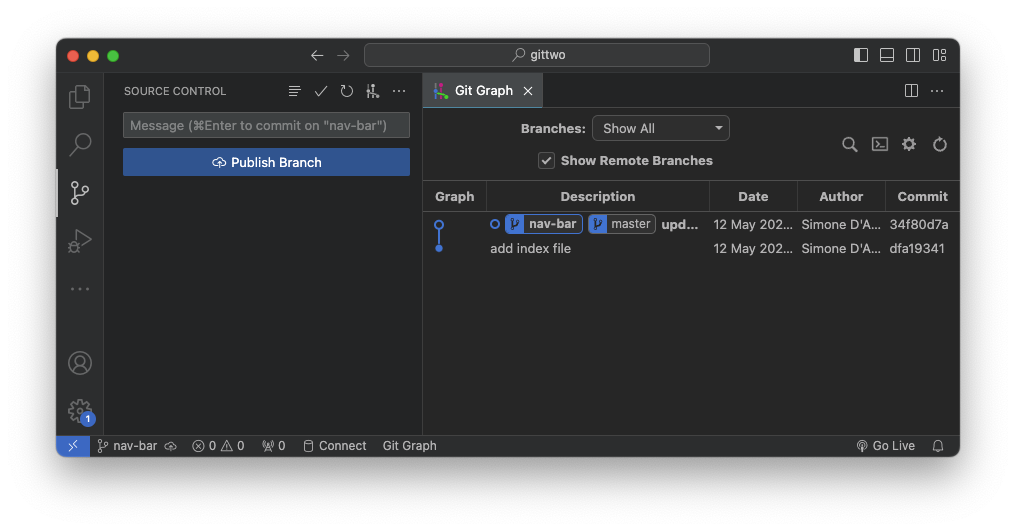 gittwo
SOURCE CONTROL
Message (⌘Enter to commit on "nav-bar")
Publish Branch
Git Graph
Branches: Show All
Show Remote Branches
Graph Description Date Author Commit
nav-bar master upd... 12 May 202... Simone D'A... 34f80d7a
add index file 12 May 202... Simone D'A... dfa19341
1
nav-bar 0 0 0 Connect Git Graph Go Live